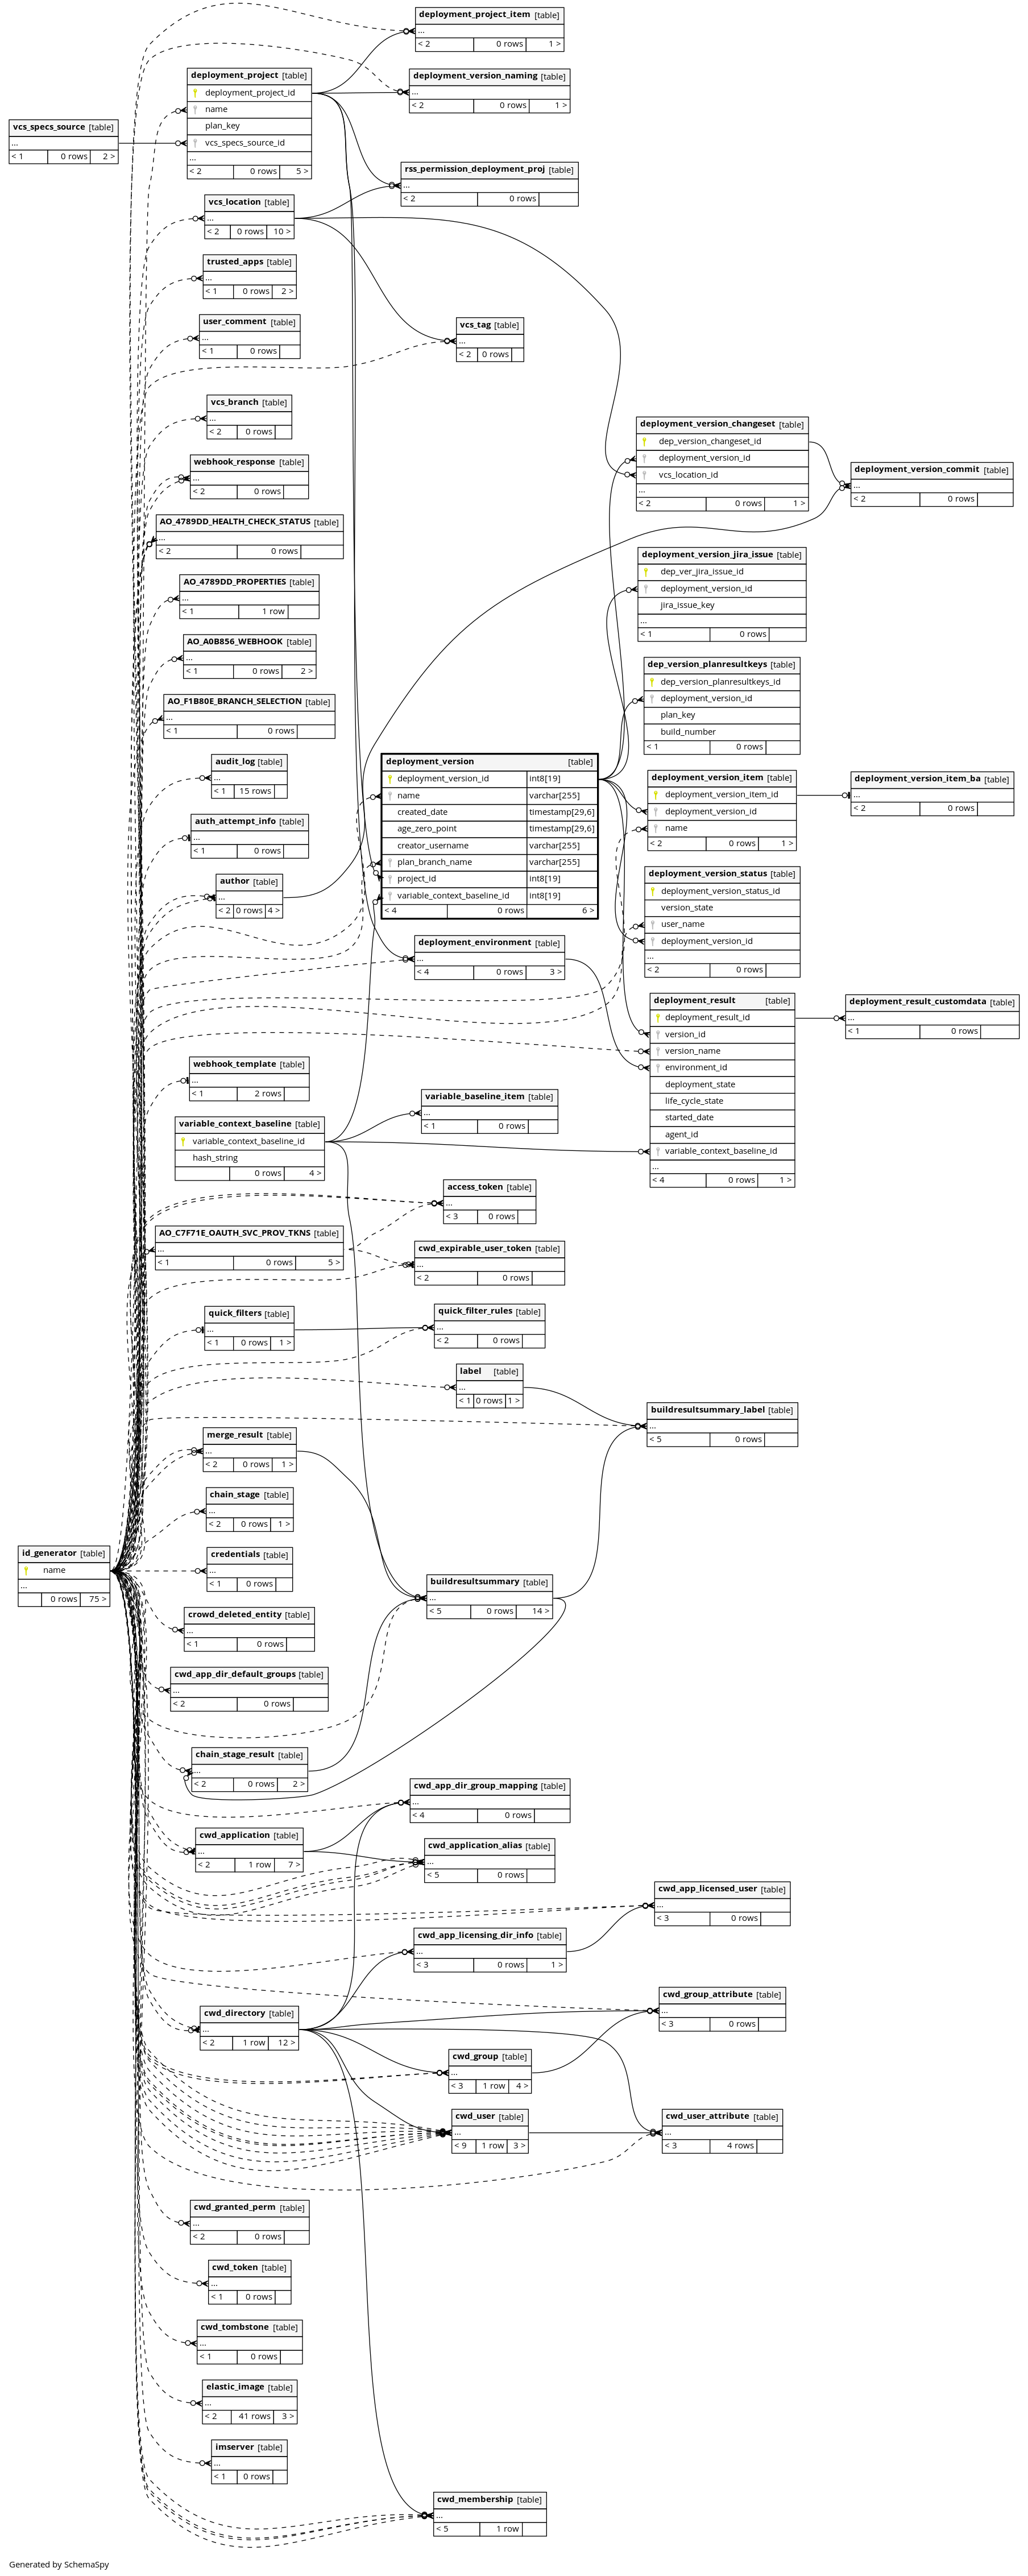 deployment_project_item [table]
...
< 2 0 rows 1 >
deployment_version_naming [table]
...
< 2 0 rows 1 >
deployment_project [table]
deployment_project_id
name
plan_key
vcs_specs_source_id
...
< 2 0 rows 5 >
vcs_specs_source [table]
...
< 1 0 rows 2 >
rss_permission_deployment_proj [table]
...
< 2 0 rows
vcs_location [table]
...
< 2 0 rows 10 >
trusted_apps [table]
...
< 1 0 rows 2 >
user_comment [table]
...
< 1 0 rows
vcs_tag [table]
...
< 2 0 rows
vcs_branch [table]
...
< 2 0 rows
deployment_version_changeset [table]
dep_version_changeset_id
deployment_version_id
vcs_location_id
...
< 2 0 rows 1 >
webhook_response [table]
...
< 2 0 rows
deployment_version_commit [table]
...
< 2 0 rows
AO_4789DD_HEALTH_CHECK_STATUS [table]
...
< 2 0 rows
deployment_version_jira_issue [table]
dep_ver_jira_issue_id
deployment_version_id
jira_issue_key
...
< 1 0 rows
AO_4789DD_PROPERTIES [table]
...
< 1 1 row
AO_A0B856_WEBHOOK [table]
...
< 1 0 rows 2 >
dep_version_planresultkeys [table]
dep_version_planresultkeys_id
deployment_version_id
plan_key
build_number
< 1 0 rows
AO_F1B80E_BRANCH_SELECTION [table]
...
< 1 0 rows
audit_log [table]
...
< 1 15 rows
deployment_version [table]
deployment_version_id int8[19]
name varchar[255]
created_date timestamp[29,6]
age_zero_point timestamp[29,6]
creator_username varchar[255]
plan_branch_name varchar[255]
project_id int8[19]
variable_context_baseline_id int8[19]
< 4 0 rows 6 >
deployment_version_item [table]
deployment_version_item_id
deployment_version_id
name
< 2 0 rows 1 >
deployment_version_item_ba [table]
...
< 2 0 rows
auth_attempt_info [table]
...
< 1 0 rows
author [table]
...
< 2 0 rows 4 >
deployment_version_status [table]
deployment_version_status_id
version_state
user_name
deployment_version_id
...
< 2 0 rows
deployment_environment [table]
...
< 4 0 rows 3 >
deployment_result [table]
deployment_result_id
version_id
version_name
environment_id
deployment_state
life_cycle_state
started_date
agent_id
variable_context_baseline_id
...
< 4 0 rows 1 >
deployment_result_customdata [table]
...
< 1 0 rows
webhook_template [table]
...
< 1 2 rows
variable_baseline_item [table]
...
< 1 0 rows
variable_context_baseline [table]
variable_context_baseline_id
hash_string
0 rows 4 >
access_token [table]
...
< 3 0 rows
AO_C7F71E_OAUTH_SVC_PROV_TKNS [table]
...
< 1 0 rows 5 >
cwd_expirable_user_token [table]
...
< 2 0 rows
quick_filters [table]
...
< 1 0 rows 1 >
quick_filter_rules [table]
...
< 2 0 rows
label [table]
...
< 1 0 rows 1 >
buildresultsummary_label [table]
...
< 5 0 rows
merge_result [table]
...
< 2 0 rows 1 >
chain_stage [table]
...
< 2 0 rows 1 >
id_generator [table]
name
...
0 rows 75 >
credentials [table]
...
< 1 0 rows
buildresultsummary [table]
...
< 5 0 rows 14 >
crowd_deleted_entity [table]
...
< 1 0 rows
cwd_app_dir_default_groups [table]
...
< 2 0 rows
chain_stage_result [table]
...
< 2 0 rows 2 >
cwd_app_dir_group_mapping [table]
...
< 4 0 rows
cwd_application [table]
...
< 2 1 row 7 >
cwd_application_alias [table]
...
< 5 0 rows
cwd_app_licensed_user [table]
...
< 3 0 rows
cwd_app_licensing_dir_info [table]
...
< 3 0 rows 1 >
cwd_group_attribute [table]
...
< 3 0 rows
cwd_directory [table]
...
< 2 1 row 12 >
cwd_group [table]
...
< 3 1 row 4 >
cwd_user [table]
...
< 9 1 row 3 >
cwd_user_attribute [table]
...
< 3 4 rows
cwd_granted_perm [table]
...
< 2 0 rows
cwd_token [table]
...
< 1 0 rows
cwd_tombstone [table]
...
< 1 0 rows
elastic_image [table]
...
< 2 41 rows 3 >
imserver [table]
...
< 1 0 rows
cwd_membership [table]
...
< 5 1 row
Generated by SchemaSpy